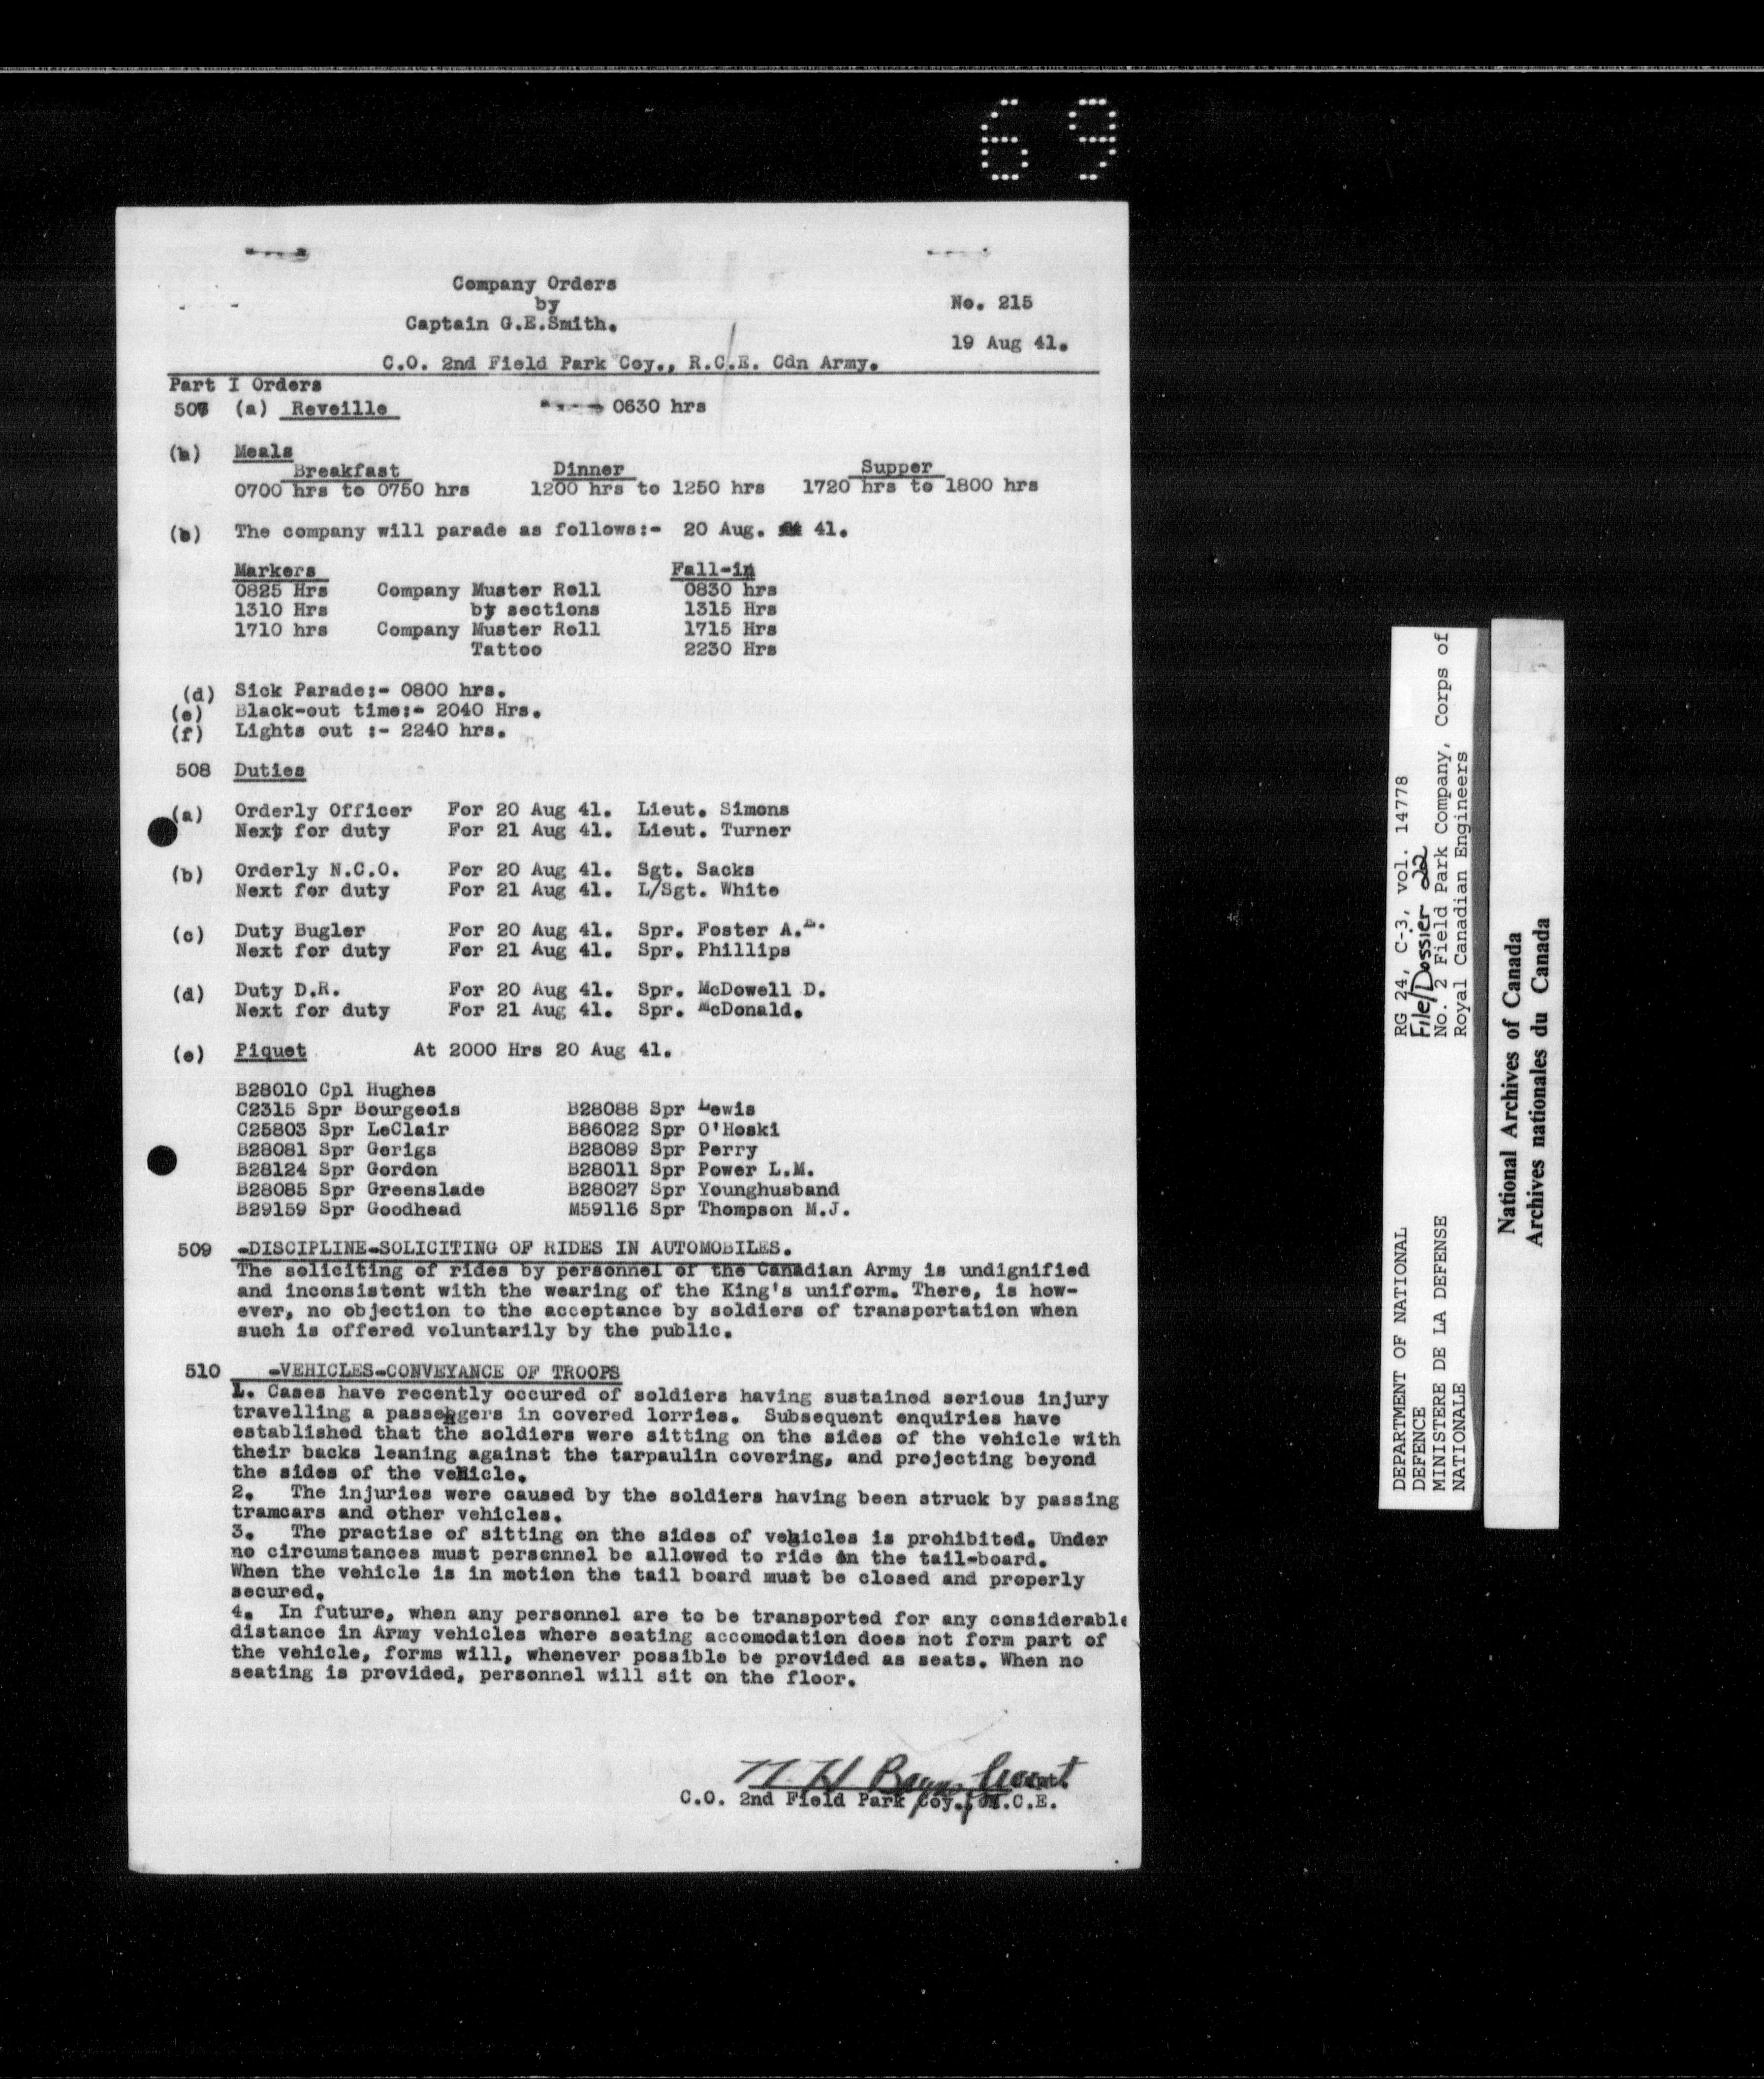 69
Company Orders
by
Captain G.E.Smith.
No. 215
19 Aug 41.
C.O. 2nd Field Park Coy., R.C.E. Cdn Army.
Part I Orders
507 (a) Reveille 0630 hrs
(b) Meals
Breakfast Dinner Supper
0700 hrs to 0750 hrs 1200 hrs to 1250 hrs 1720 hrs to 1800 hrs
The company will parade as follows:- 20 Aug. 41.
Markers Fall-in
0825 Hrs Company Muster Roll 0830 hrs
1310 Hrs by sections 1315 Hrs
1710 hrs Company Muster Roll 1715 Hrs
Tattoo 2230 Hrs
(d) Sick Parade:- 0800 hrs.
(e) Black-out time:- 2040 Hrs.
(f) Lights out :- 2240 hrs.
508 Duties
(a) Orderly Officer For 20 Aug 41. Lieut. Simons
Next for duty For 21 Aug 41. Lieut. Turner
(b) Orderly N.C.O. For 20 Aug 41. Sgt. Sacks
Next for duty For 21 Aug 41. L/Sgt. White
(c) Duty Bugler For 20 Aug 41. Spr. Foster A.E.
Next for duty For 21 Aug 41. Spr. Phillips
(d) Duty D.R. For 20 Aug 41. Spr. McDowell D.
Next for duty For 21 Aug 41. Spr. McDonald.
(e) Piquet At 2000 Hrs 20 Aug 41.
B28010 Cpl Hughes
C2315 Spr Bourgeois B28088 Spr Lewis
C25803 Spr LeClair B86022 Spr O'Hoski
B28081 Spr Gerigs B28089 Spr Perry
B28124 Spr Gordon B28011 Spr Power L.M.
B28085 Spr Greenslade B28027 Spr Younghusband
B29159 Spr Goodhead M59116 Spr Thompson M.J.
509 -DISCIPLINE-SOLICITING OF RIDES IN AUTOMOBILES.
The soliciting of rides by personnel of the Canadian Army is undignified
and inconsistent with the wearing of the King's uniform. There, is how-
ever, no objection to the acceptance by soldiers of transportation when
such is offered voluntarily by the public.
510 -VEHICLES-CONVEYANCE OF TROOPS
1. Cases have recently occured of soldiers having sustained serious injury
travelling a passengers in covered lorries. Subsequent enquiries have
established that the soldiers were sitting on the sides of the vehicle with
their backs leaning against the tarpaulin covering, and projecting beyond
the sides of the vehicle.
2. The injuries were caused by the soldiers having been struck by passing
tramcars and other vehicles.
3. The practise of sitting on the sides of vehicles is prohibited. Under
no circumstances must personnel be allowed to ride on the tail-board.
When the vehicle is in motion the tail board must be closed and properly
secured.
4. In future, when any personnel are to be transported for any considerable
distance in Army vehicles where seating accomodation does not form part of
the vehicle, forms will, whenever possible be provided as seats. When no
seating is provided, personnel will sit on the floor.
C.O. 2nd Field Park Coy., R.C.E.
DEPARTMENT OF NATIONAL
DEFENCE
MINISTERE DE LA DEFENSE
NATIONALE
RG 24, C-3, vol. 14778
File/Dossier 22
No. 2 Field Park Company, Corps of
Royal Canadian Engineers
National Archives of Canada
Archives nationales du Canada